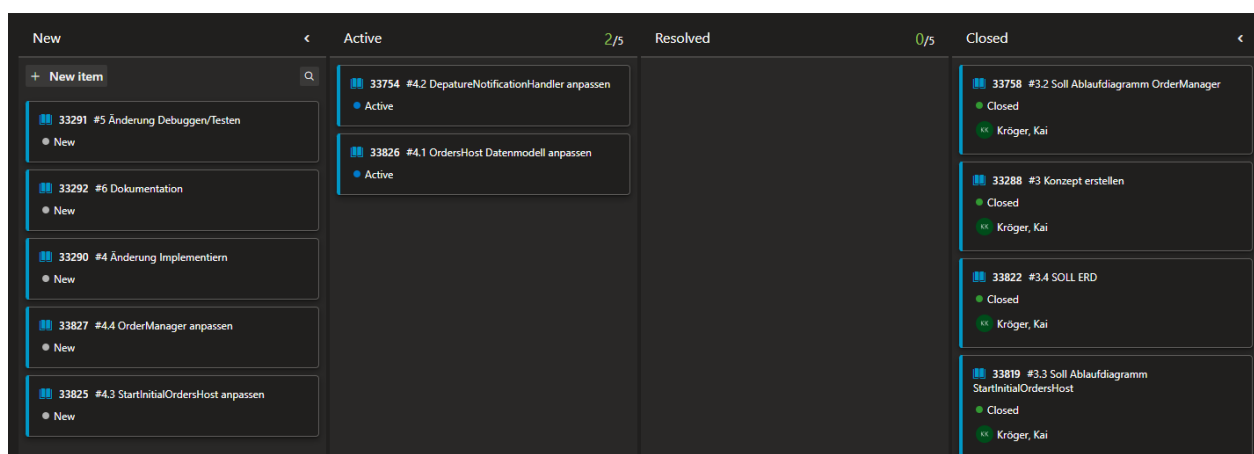 New
+ New item
33291 #5 Änderung Debuggen/Testen
New
33292 #6 Dokumentation
New
33290 #4 Änderung Implementiern
New
33827 #4.4 OrderManager anpassen
New
33825 #4.3 StartInitialOrdersHost anpassen
New
Active 2/5
33754 #4.2 DepatureNotificationHandler anpassen
Active
33826 #4.1 OrdersHost Datenmodell anpassen
Active
Resolved 0/5
Closed
33758 #3.2 Soll Ablaufdiagramm OrderManager
Closed
KK Kröger, Kai
33288 #3 Konzept erstellen
Closed
KK Kröger, Kai
33822 #3.4 SOLL ERD
Closed
KK Kröger, Kai
33819 #3.3 Soll Ablaufdiagramm
StartInitialOrdersHost
Closed
KK Kröger, Kai